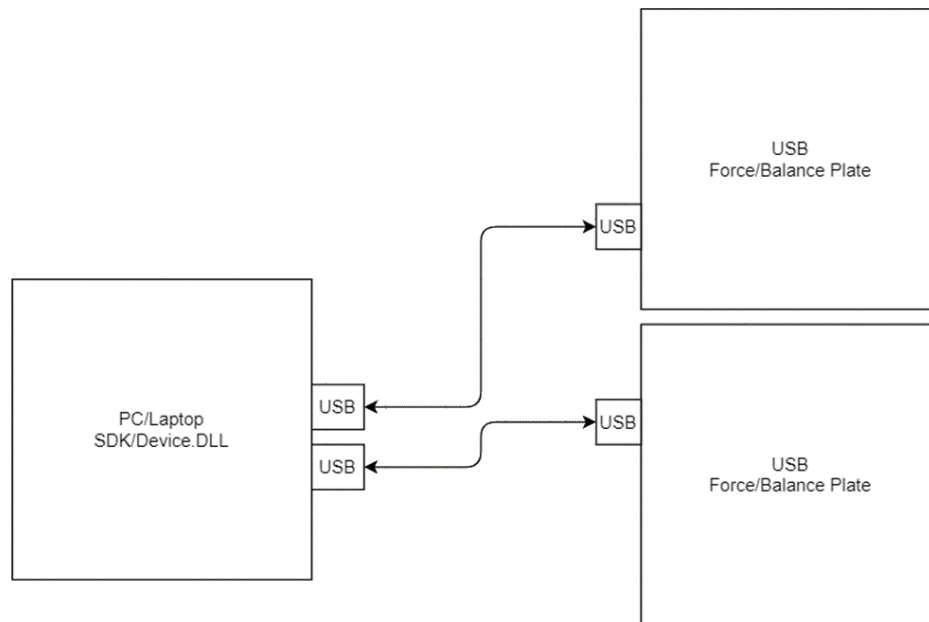 USB
Force/Balance Plate
USB
PC/Laptop
SDK/Device.DLL
USB
USB
USB
USB
Force/Balance Plate